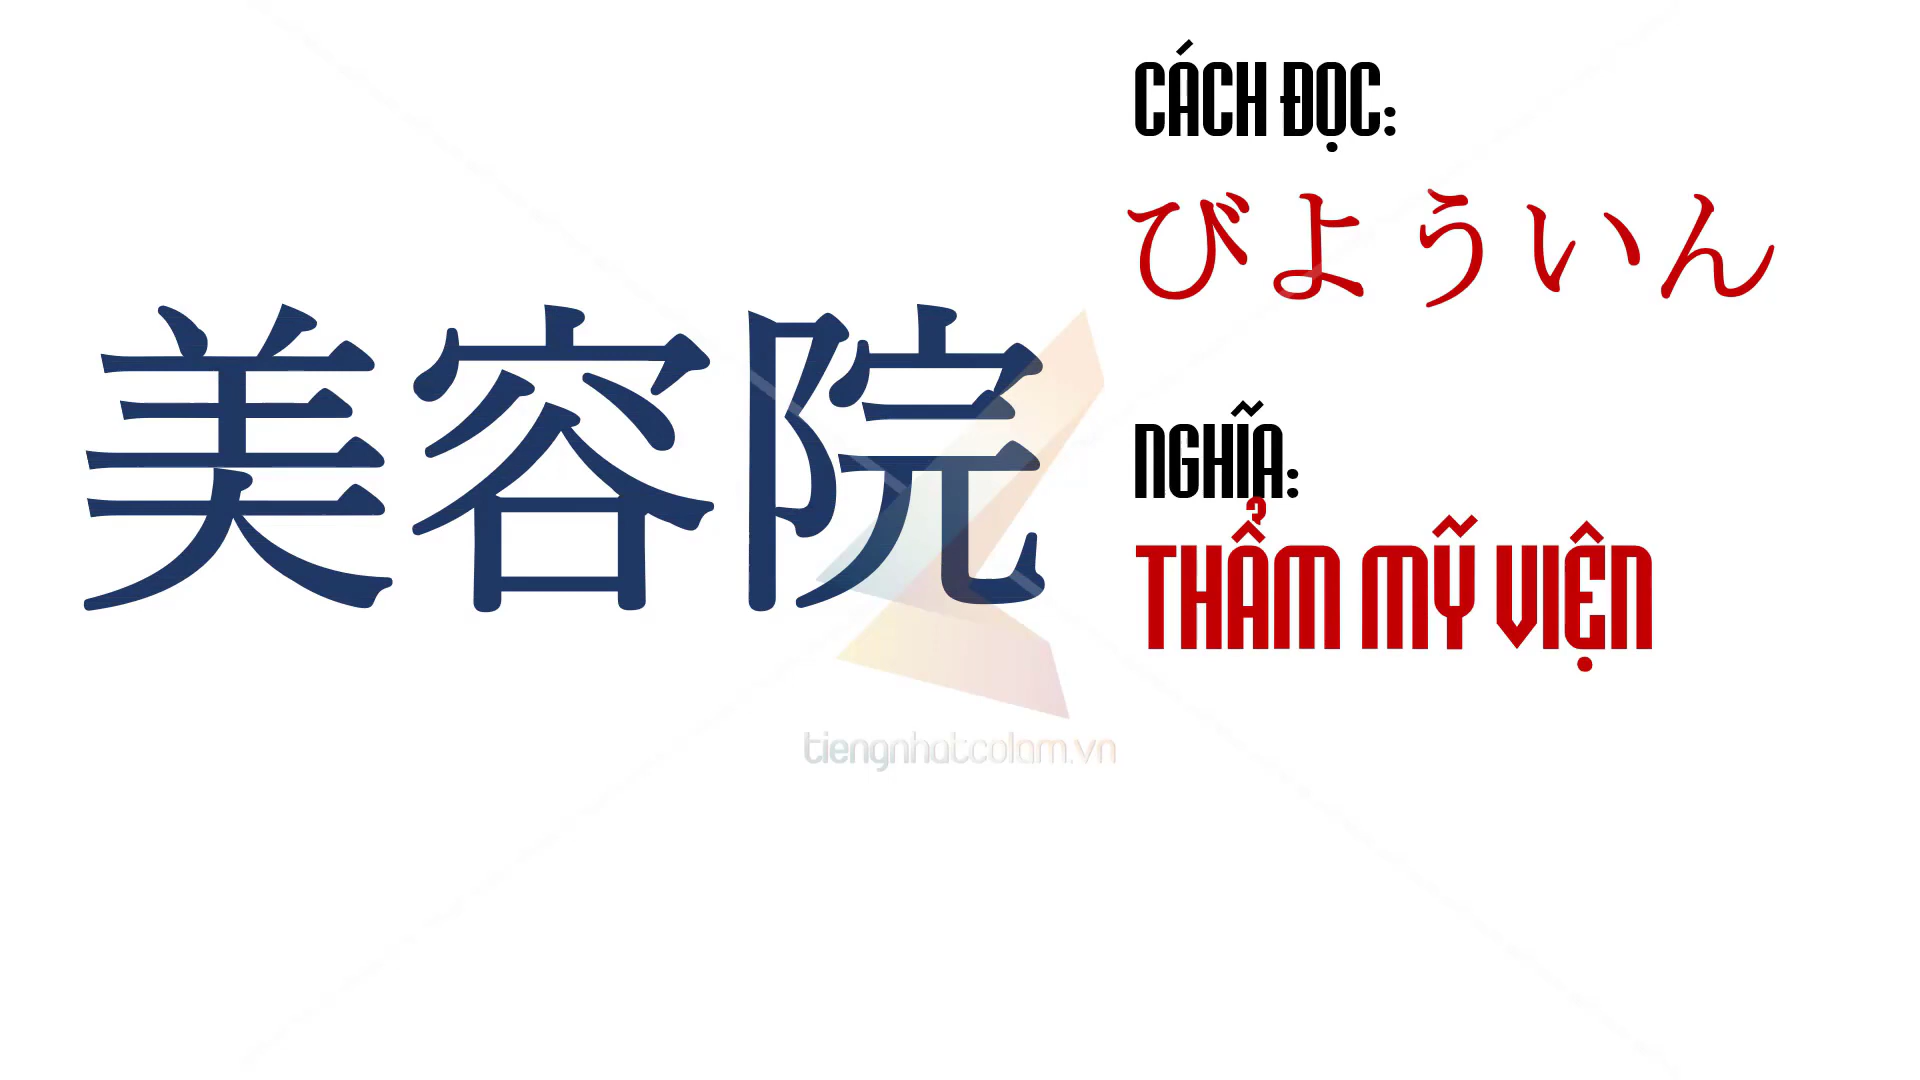 美容院
CÁCH ĐỌC:
びよういん
NGHĨA:
THẨM MỸ VIỆN
tiengnhatcolam.vn